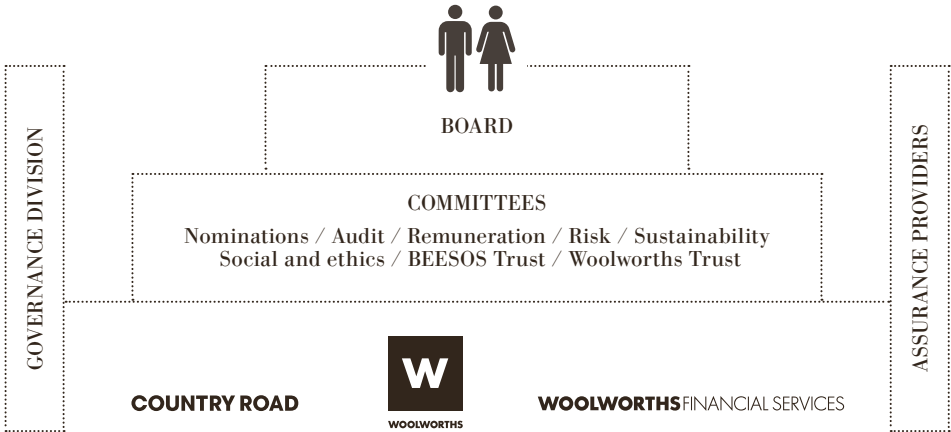 BOARD
COMMITTEES
Nominations / Audit / Remuneration / Risk / Sustainability
Social and ethics / BEESOS Trust / Woolworths Trust
GOVERNANCE DIVISION
ASSURANCE PROVIDERS
COUNTRY ROAD
W
WOOLWORTHS
WOOLWORTHS FINANCIAL SERVICES